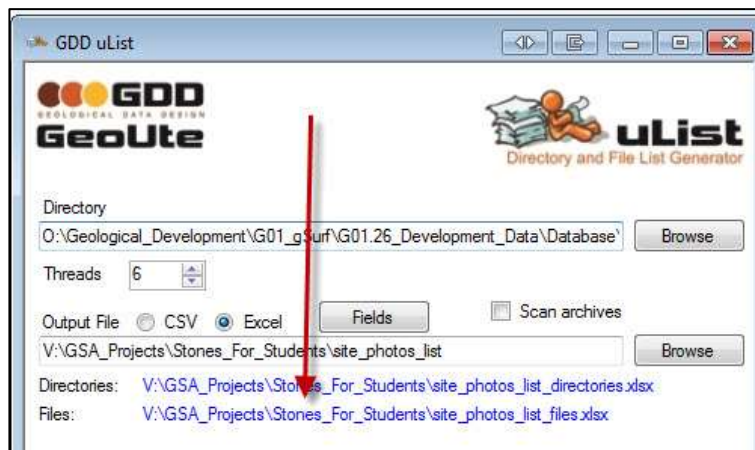 GDD uList
GDD
GEOLOGICAL DATA DESIGN
GeoUte
uList
Directory and File List Generator
Directory
O:\Geological_Development\G01_gSurf\G01.26_Development_Data\Database\ Browse
Threads 6
Output File CSV Excel Fields Scan archives
V:\GSA_Projects\Stones_For_Students\site_photos_list Browse
Directories: V:\GSA_Projects\Stones_For_Students\site_photos_list_directories.xlsx
Files: V:\GSA_Projects\Stones_For_Students\site_photos_list_files.xlsx